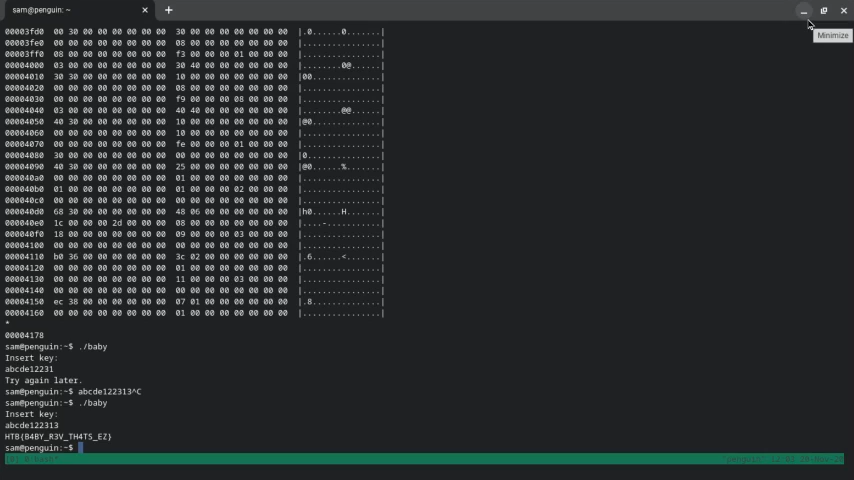 sam@penguin: ~
Minimize
00003fd0 00 30 00 00 00 00 00 00 30 00 00 00 00 00 00 00 |.0......0.......|
00003fe0 00 00 00 00 00 00 00 00 08 00 00 00 00 00 00 00 |................|
00003ff0 08 00 00 00 00 00 00 00 f3 00 00 00 01 00 00 00 |................|
00004000 03 00 00 00 00 00 00 00 30 40 00 00 00 00 00 00 |........0@......|
00004010 30 30 00 00 00 00 00 00 10 00 00 00 00 00 00 00 |00..............|
00004020 00 00 00 00 00 00 00 00 08 00 00 00 00 00 00 00 |................|
00004030 00 00 00 00 00 00 00 00 f9 00 00 00 08 00 00 00 |................|
00004040 03 00 00 00 00 00 00 00 40 40 00 00 00 00 00 00 |........@@......|
00004050 40 30 00 00 00 00 00 00 10 00 00 00 00 00 00 00 |@0..............|
00004060 00 00 00 00 00 00 00 00 10 00 00 00 00 00 00 00 |................|
00004070 00 00 00 00 00 00 00 00 fe 00 00 00 01 00 00 00 |................|
00004080 30 00 00 00 00 00 00 00 00 00 00 00 00 00 00 00 |0...............|
00004090 40 30 00 00 00 00 00 00 25 00 00 00 00 00 00 00 |@0......%.......|
000040a0 00 00 00 00 00 00 00 00 01 00 00 00 00 00 00 00 |................|
000040b0 01 00 00 00 00 00 00 00 01 00 00 00 02 00 00 00 |................|
000040c0 00 00 00 00 00 00 00 00 00 00 00 00 00 00 00 00 |................|
000040d0 68 30 00 00 00 00 00 00 48 06 00 00 00 00 00 00 |h0......H.......|
000040e0 1c 00 00 00 2d 00 00 00 08 00 00 00 00 00 00 00 |....-...........|
000040f0 18 00 00 00 00 00 00 00 09 00 00 00 03 00 00 00 |................|
00004100 00 00 00 00 00 00 00 00 00 00 00 00 00 00 00 00 |................|
00004110 b0 36 00 00 00 00 00 00 3c 02 00 00 00 00 00 00 |.6......<.......|
00004120 00 00 00 00 00 00 00 00 01 00 00 00 00 00 00 00 |................|
00004130 00 00 00 00 00 00 00 00 11 00 00 00 03 00 00 00 |................|
00004140 00 00 00 00 00 00 00 00 00 00 00 00 00 00 00 00 |................|
00004150 ec 38 00 00 00 00 00 00 07 01 00 00 00 00 00 00 |.8..............|
00004160 00 00 00 00 00 00 00 00 01 00 00 00 00 00 00 00 |................|
*
00004178
sam@penguin:~$ ./baby
Insert key:
abcde12231
Try again later.
sam@penguin:~$ abcde122313^C
sam@penguin:~$ ./baby
Insert key:
abcde122313
HTB{B4BY_R3V_TH4TS_EZ}
sam@penguin:~$